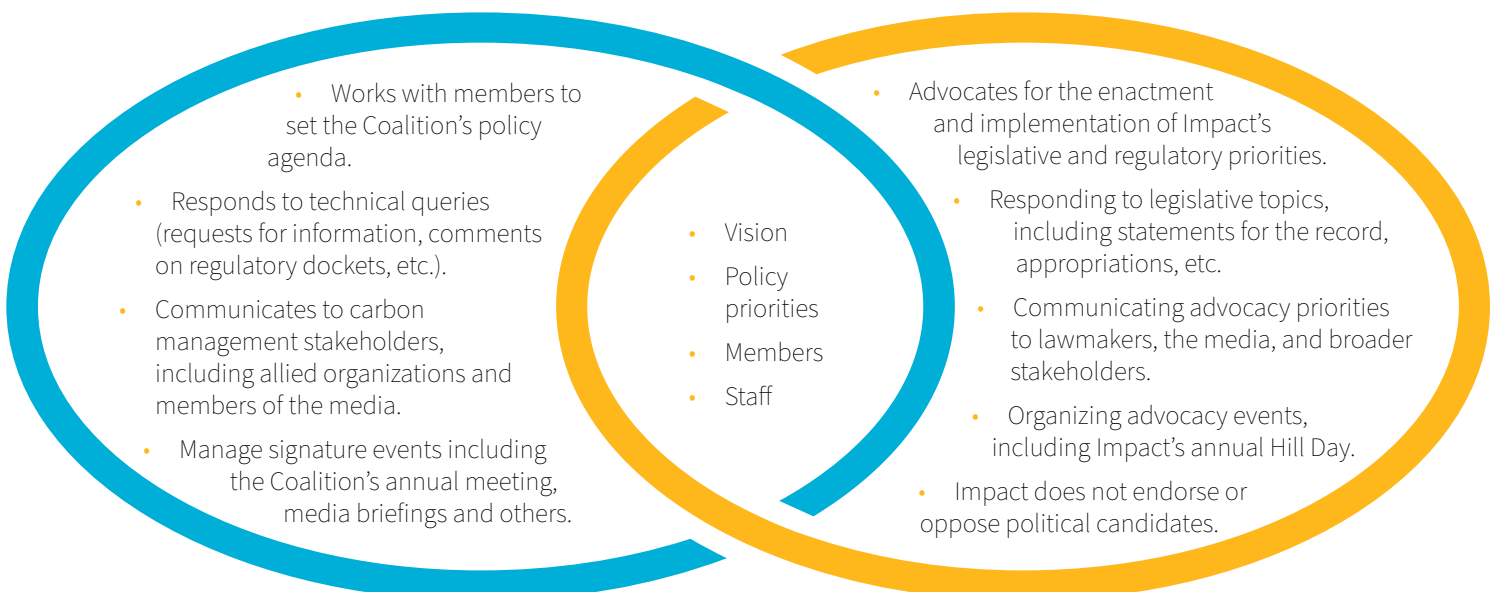 • Works with members to
set the Coalition’s policy
agenda.
• Responds to technical queries
(requests for information, comments
on regulatory dockets, etc.).
• Communicates to carbon
management stakeholders,
including allied organizations and
members of the media.
• Manage signature events including
the Coalition’s annual meeting,
media briefings and others.
• Vision
• Policy
priorities
• Members
• Staff
• Advocates for the enactment
and implementation of Impact’s
legislative and regulatory priorities.
• Responding to legislative topics,
including statements for the record,
appropriations, etc.
• Communicating advocacy priorities
to lawmakers, the media, and broader
stakeholders.
• Organizing advocacy events,
including Impact’s annual Hill Day.
• Impact does not endorse or
oppose political candidates.